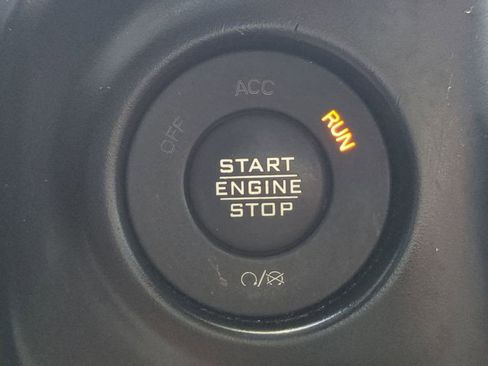 ACC
OFF
RUN
START
ENGINE
STOP